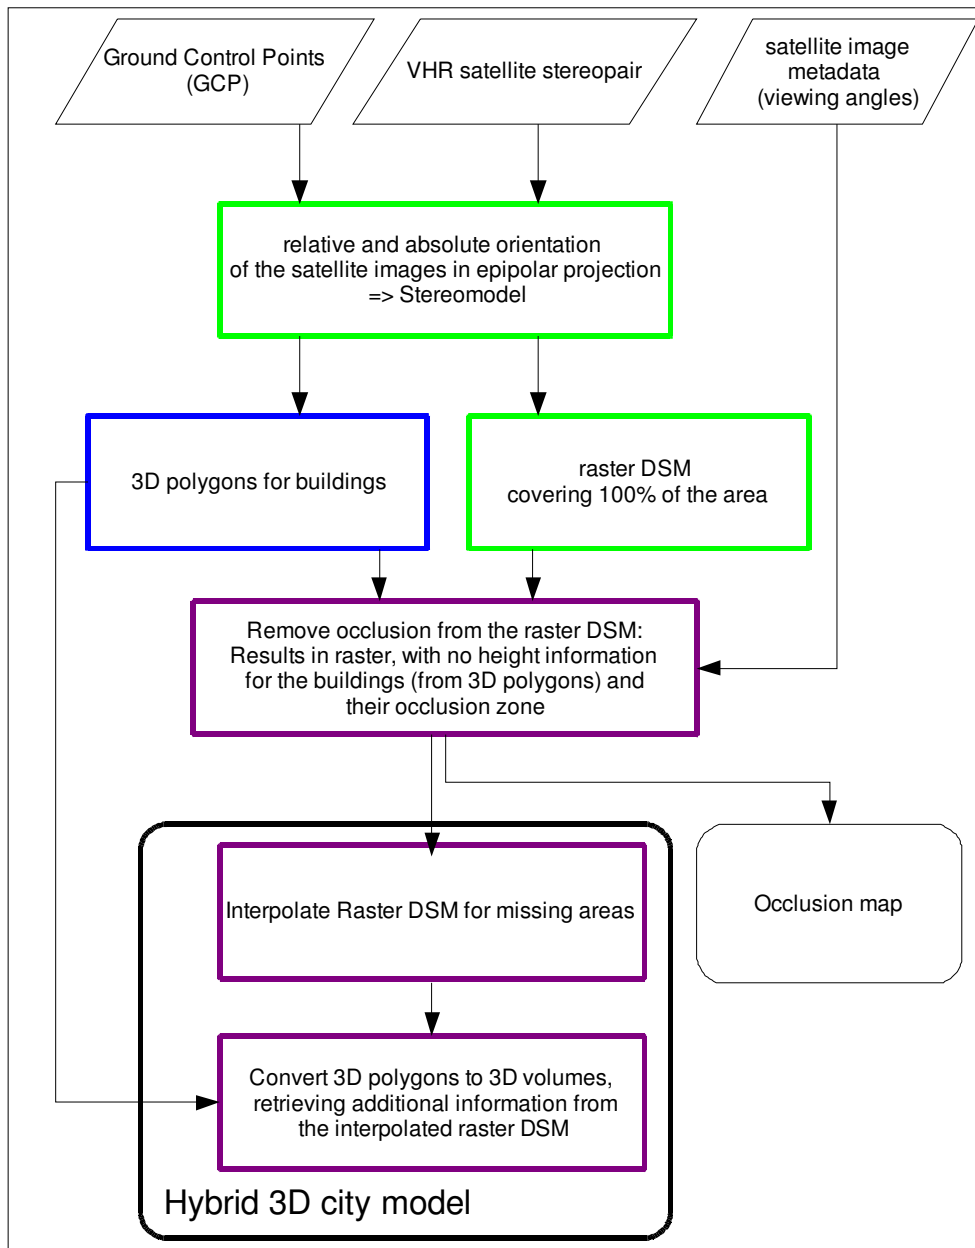 Ground Control Points
(GCP)
VHR satellite stereopair
satellite image
metadata
(viewing angles)
relative and absolute orientation
of the satellite images in epipolar projection
=> Stereomodel
3D polygons for buildings
raster DSM
covering 100% of the area
Remove occlusion from the raster DSM:
Results in raster, with no height information
for the buildings (from 3D polygons) and
their occlusion zone
Interpolate Raster DSM for missing areas
Occlusion map
Convert 3D polygons to 3D volumes,
retrieving additional information from
the interpolated raster DSM
Hybrid 3D city model